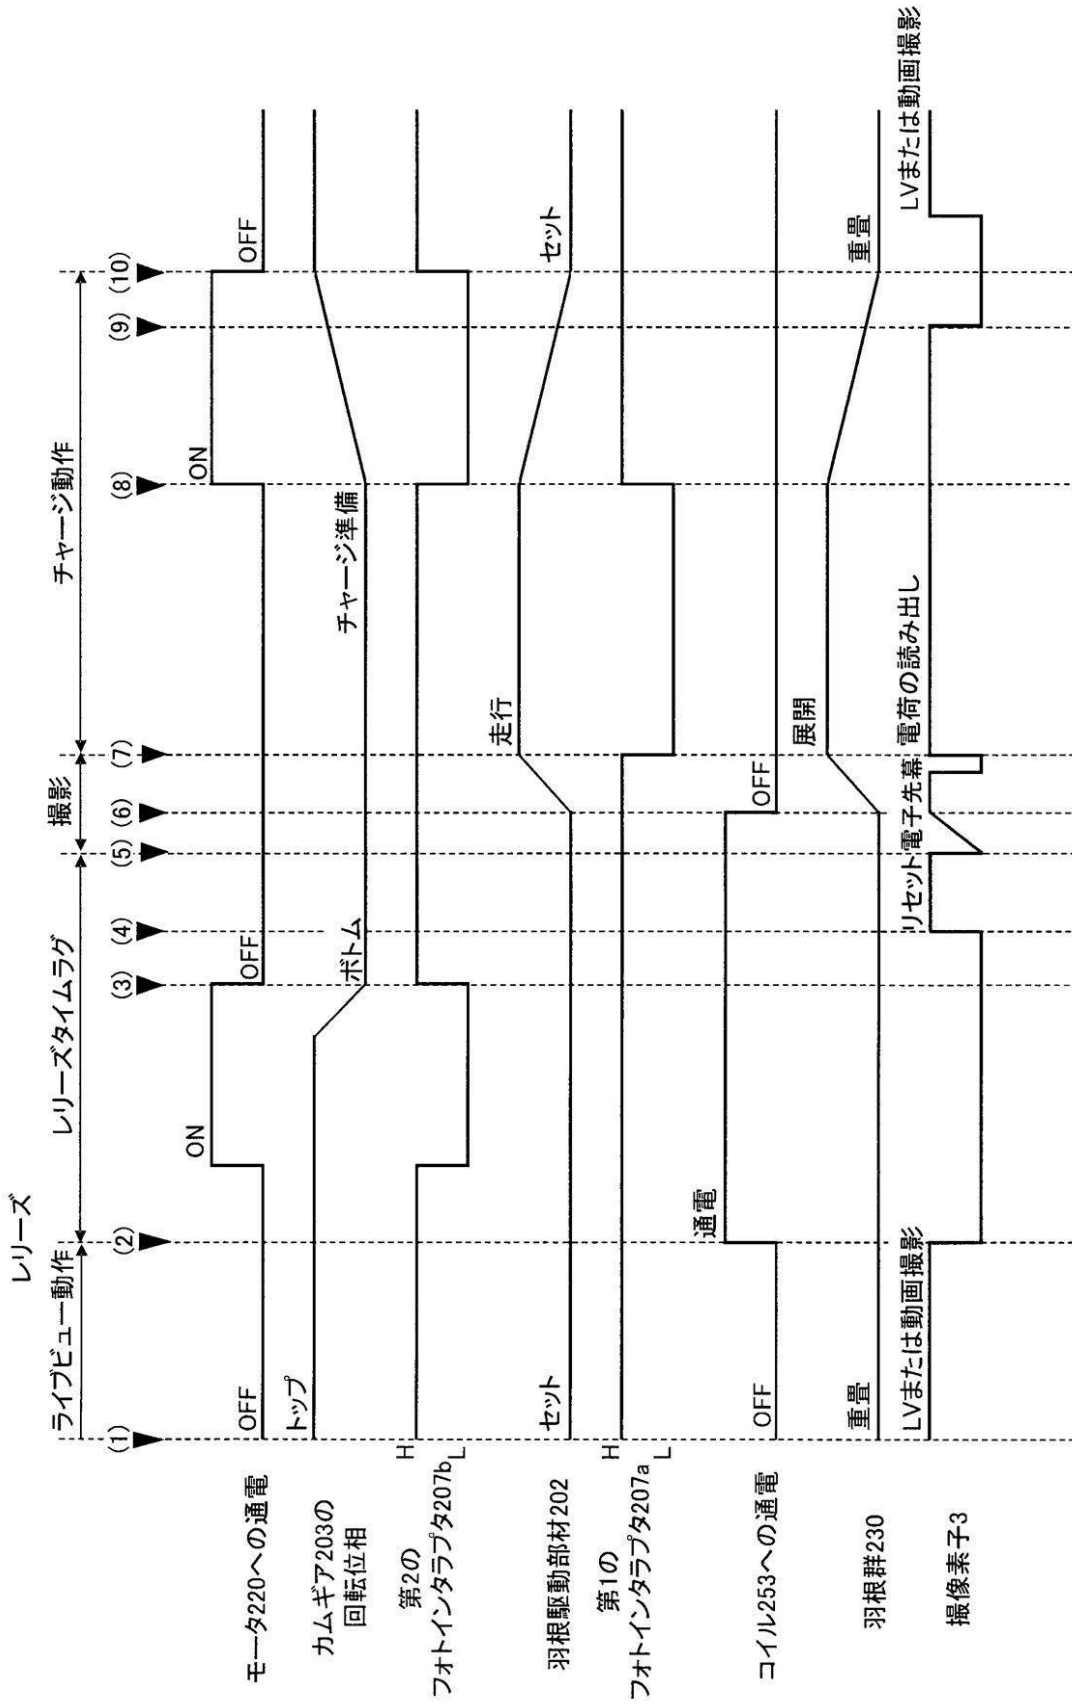 レリーズ
ライブビュー動作
レリーズタイムラグ
撮影
チャージ動作
(1)
(2)
(3)
(4)
(5)
(6)
(7)
(8)
(9)
(10)
モータ220への通電
OFF
ON
OFF
ON
OFF
カムギア203の
回転位相
トップ
ボトム
チャージ準備
第2の
フォトインタラプタ207b
H
L
羽根駆動部材202
セット
走行
セット
第1の
フォトインタラプタ207a
H
L
コイル253への通電
OFF
通電
OFF
羽根群230
重畳
展開
重畳
撮像素子3
LVまたは動画撮影
リセット
電子先幕
電荷の読み出し
LVまたは動画撮影